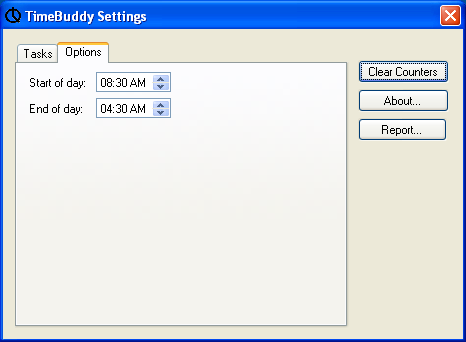 TimeBuddy Settings
Tasks
Options
Start of day: 08:30 AM
End of day: 04:30 AM
Clear Counters
About...
Report...